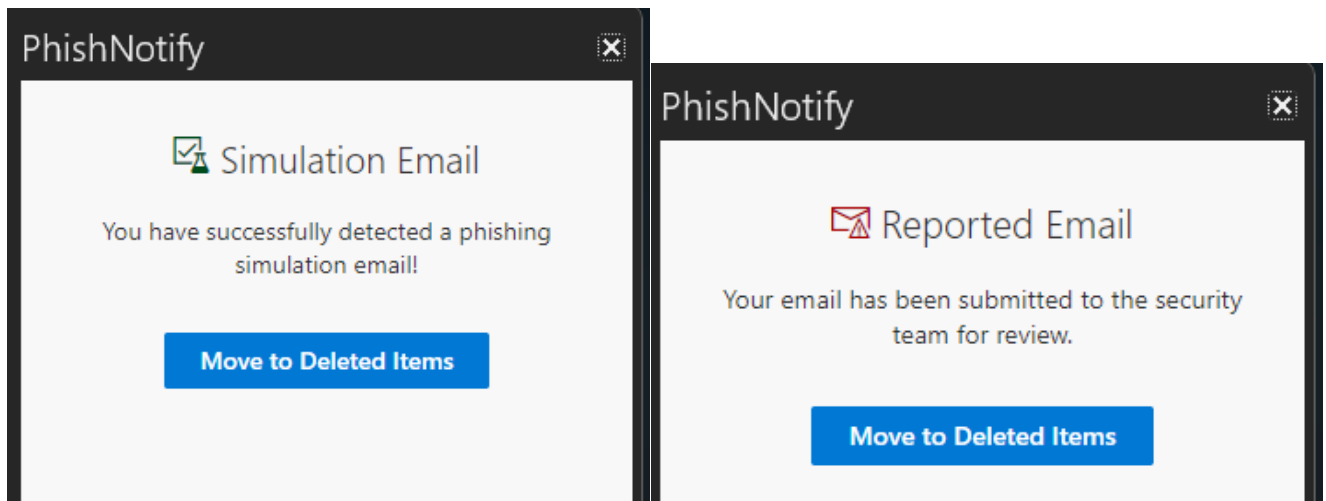 PhishNotify
Simulation Email
You have successfully detected a phishing
simulation email!
Move to Deleted Items
PhishNotify
Reported Email
Your email has been submitted to the security
team for review.
Move to Deleted Items